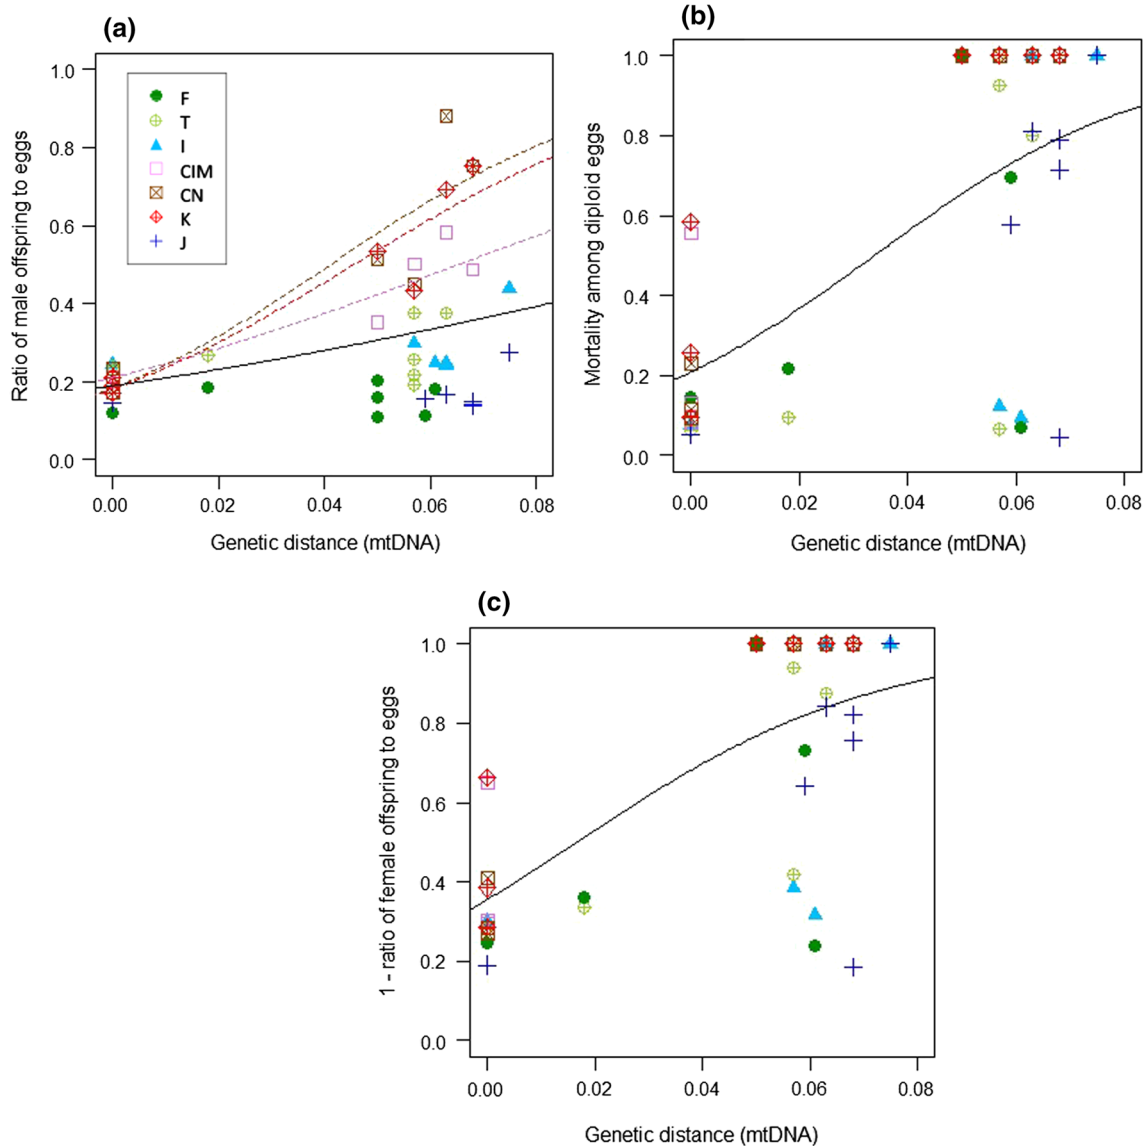 (a)
1.0
0.8
0.6
0.4
0.2
0.0
Ratio of male offspring to eggs
F
T
I
CIM
CN
K
J
0.00
0.02
0.04
0.06
0.08
Genetic distance (mtDNA)
(b)
1.0
0.8
0.6
0.4
0.2
0.0
Mortality among diploid eggs
0.00
0.02
0.04
0.06
0.08
Genetic distance (mtDNA)
(c)
1.0
0.8
0.6
0.4
0.2
0.0
1 - ratio of female offspring to eggs
0.00
0.02
0.04
0.06
0.08
Genetic distance (mtDNA)